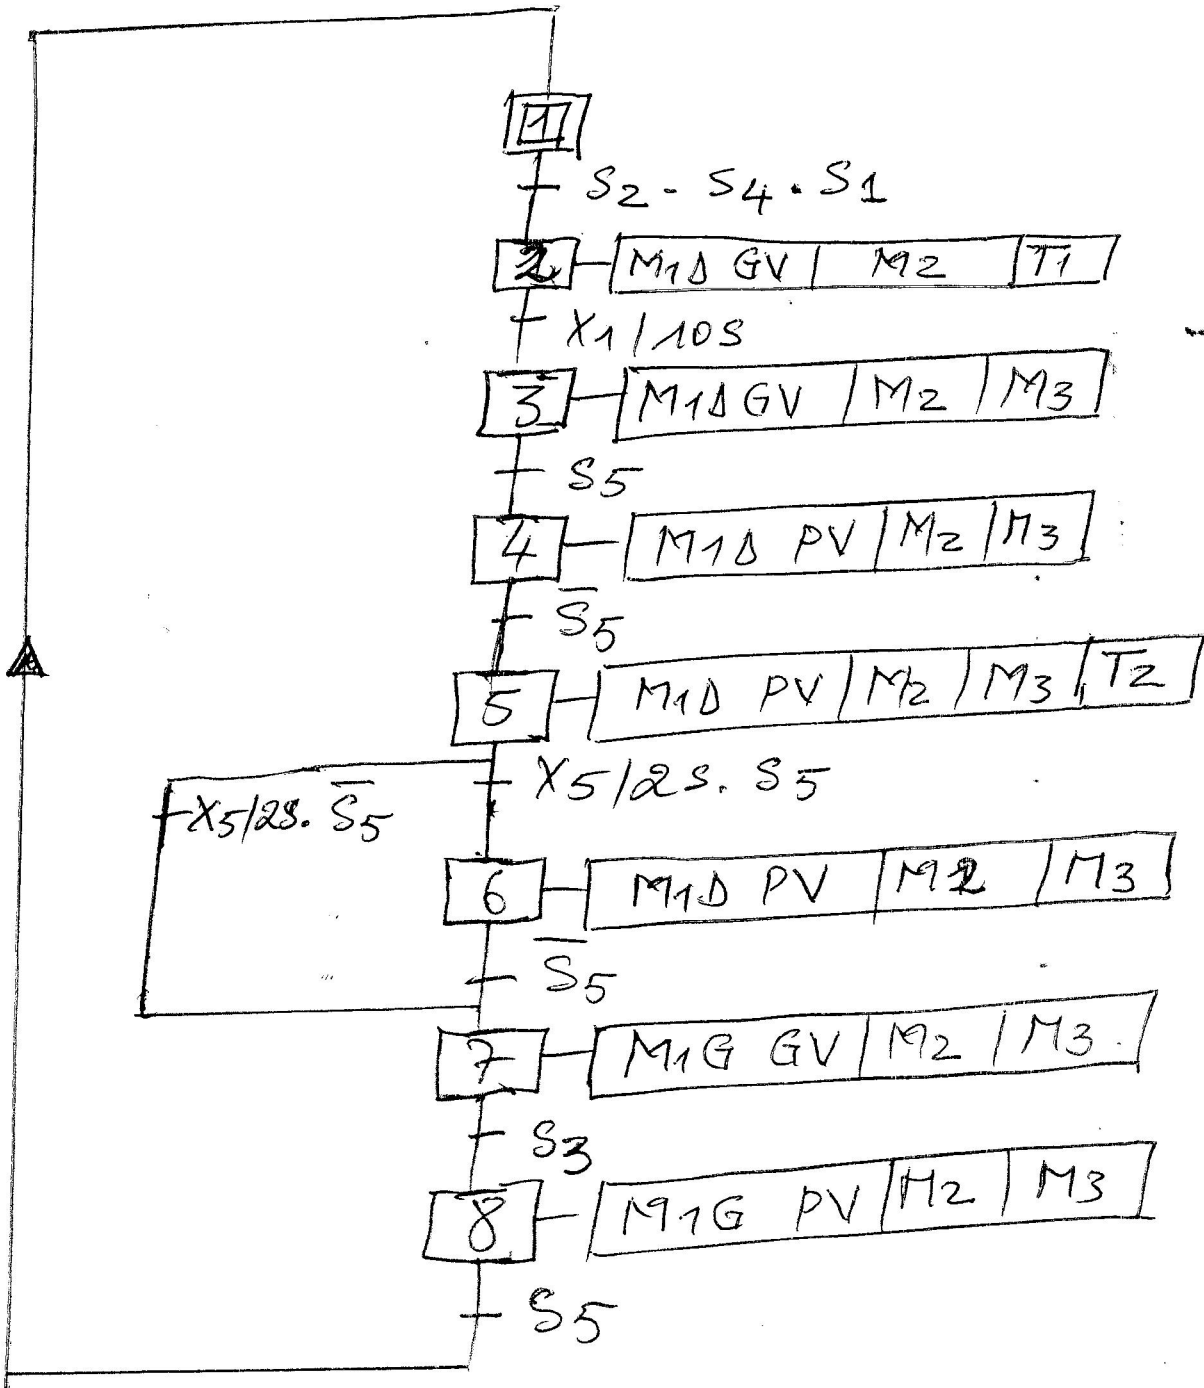 1
S2 . S4 . S1
2 M1D GV M2 T1
X1/10S
3 M1D GV M2 M3
S5
4 M1D PV M2 M3
S̅5
5 M1D PV M2 M3 T2
X5/2S. S5
X5/2S. S̅5
6 M1D PV M2 M3
S̅5
7 M1G GV M2 M3.
S3
8 M1G PV M2 M3
S5